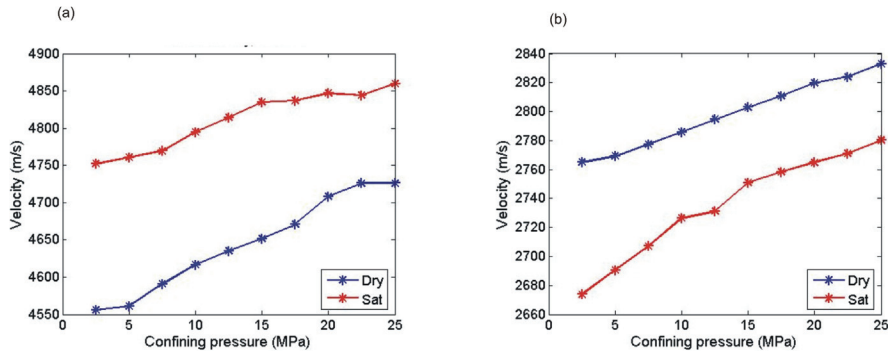 (a)
4900
4850
4800
4750
4700
4650
4600
4550
0 5 10 15 20 25
Velocity (m/s)
Confining pressure (MPa)
Dry
Sat
(b)
2840
2820
2800
2780
2760
2740
2720
2700
2680
2660
0 5 10 15 20 25
Velocity (m/s)
Confining pressure (MPa)
Dry
Sat